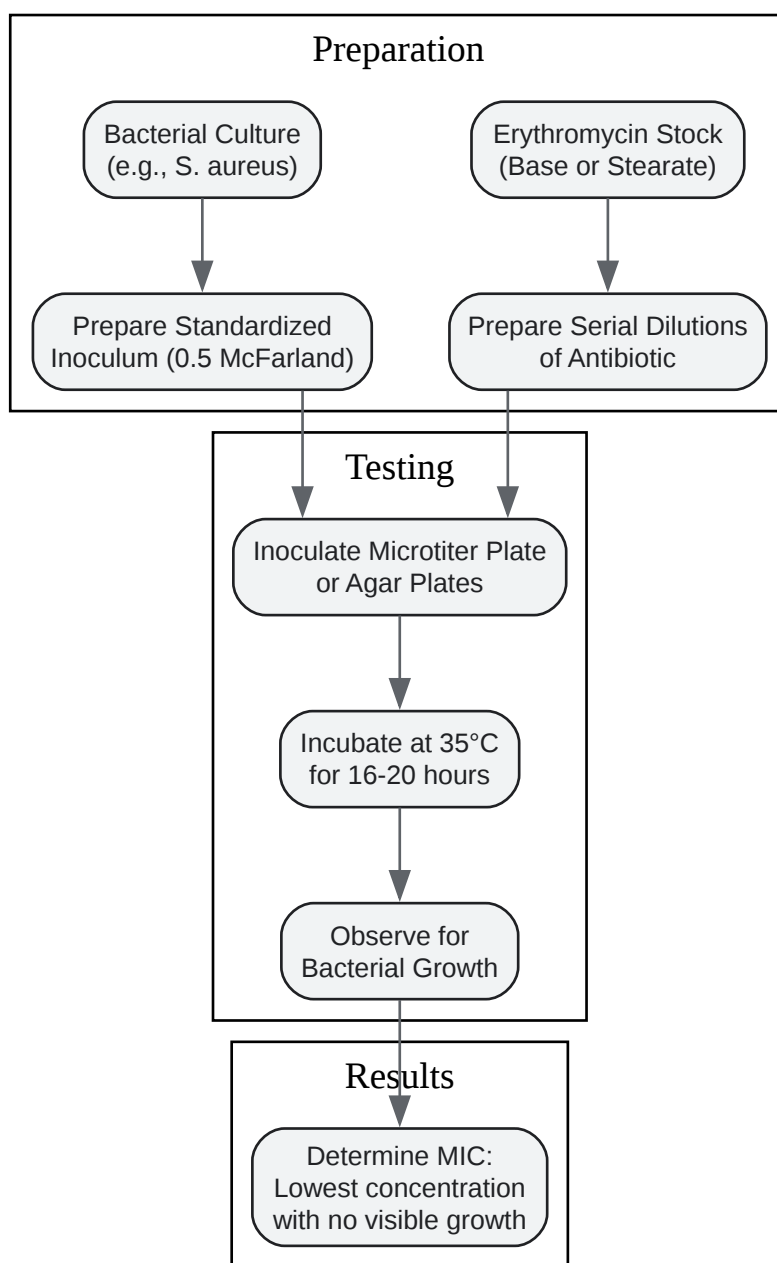 Preparation
Bacterial Culture
(e.g., S. aureus)
Erythromycin Stock
(Base or Stearate)
Prepare Standardized
Inoculum (0.5 McFarland)
Prepare Serial Dilutions
of Antibiotic
Testing
Inoculate Microtiter Plate
or Agar Plates
Incubate at 35°C
for 16-20 hours
Observe for
Bacterial Growth
Results
Determine MIC:
Lowest concentration
with no visible growth